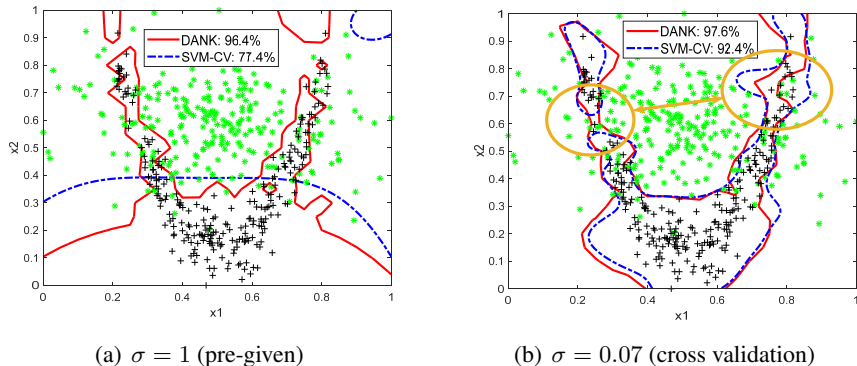 DANK: 96.4%
SVM-CV: 77.4%
1
0.9
0.8
0.7
0.6
0.5
0.4
0.3
0.2
0.1
0
x2
0 0.2 0.4 0.6 0.8 1
x1
(a) σ = 1 (pre-given)
DANK: 97.6%
SVM-CV: 92.4%
1
0.9
0.8
0.7
0.6
0.5
0.4
0.3
0.2
0.1
0
x2
0 0.2 0.4 0.6 0.8 1
x1
(b) σ = 0.07 (cross validation)